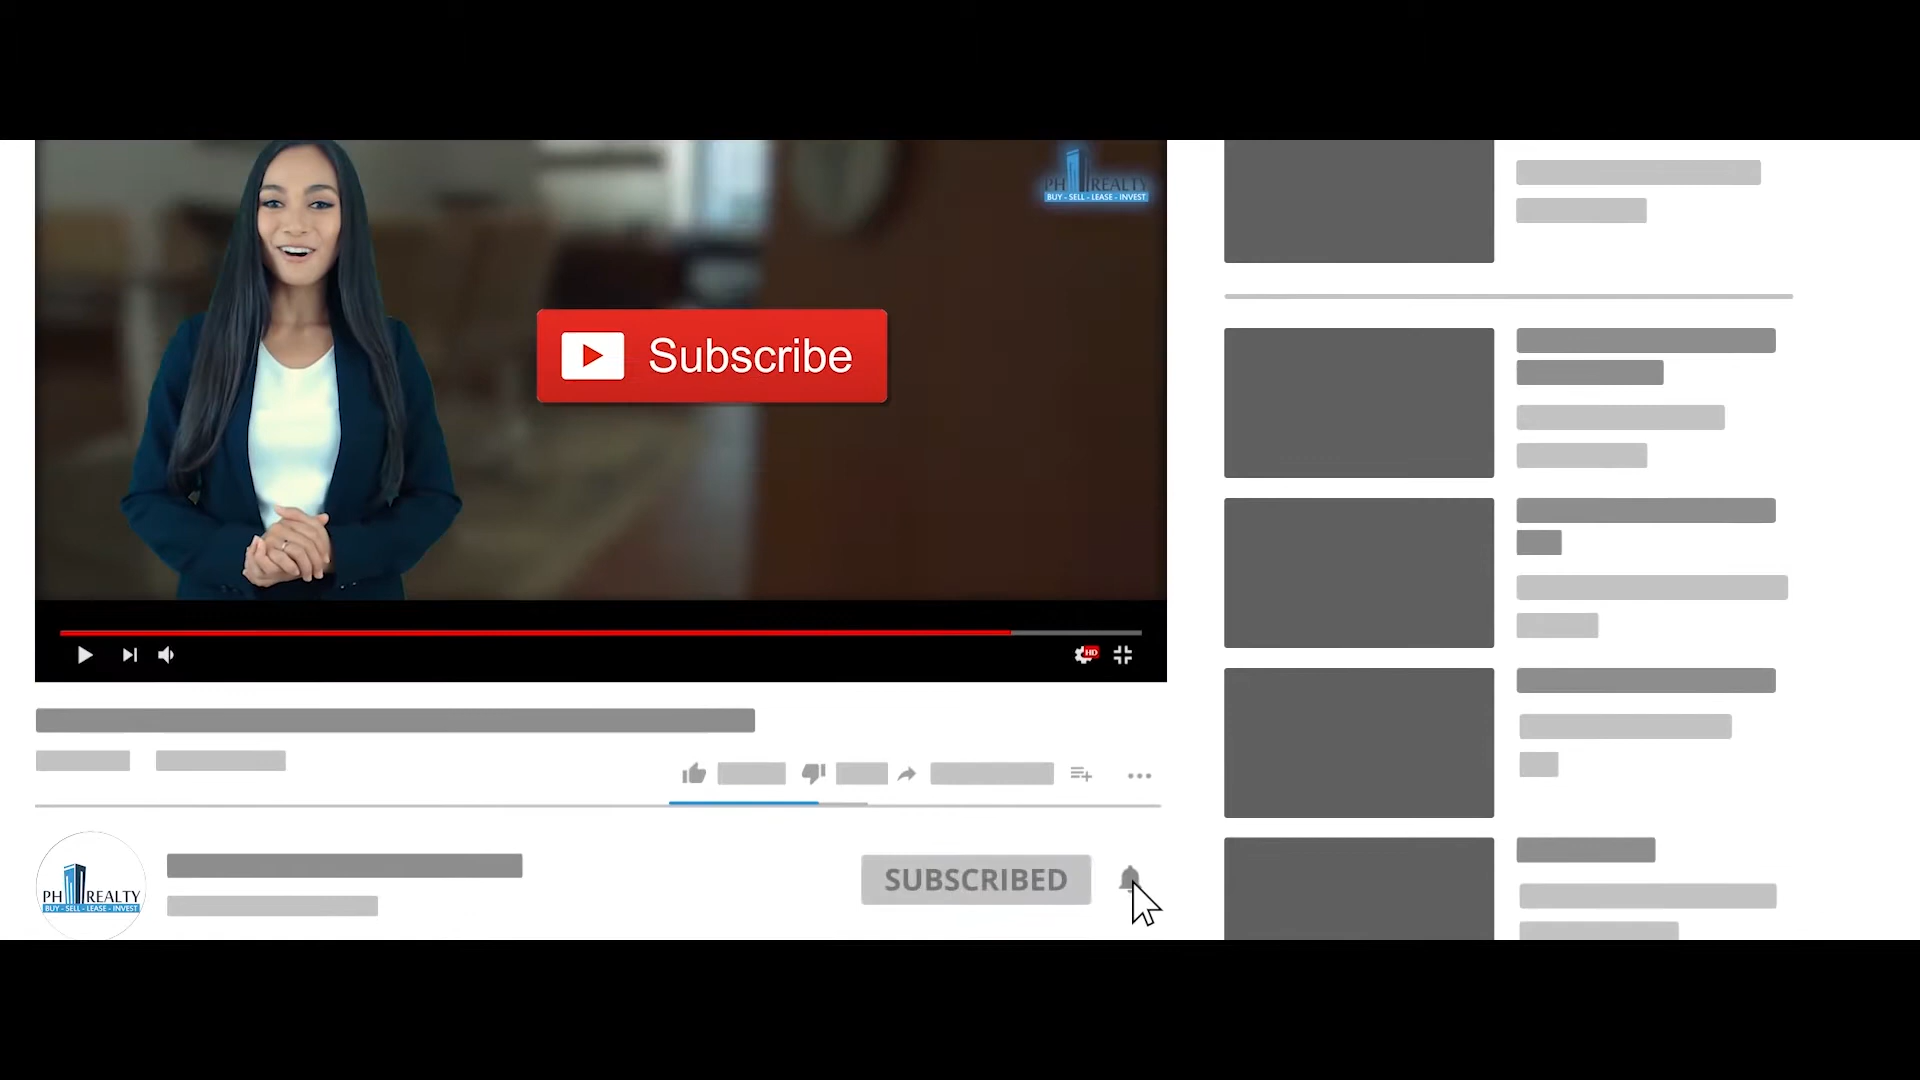 PH REALTY
BUY - SELL - LEASE - INVEST
Subscribe
HD
PH REALTY
BUY - SELL - LEASE - INVEST
SUBSCRIBED